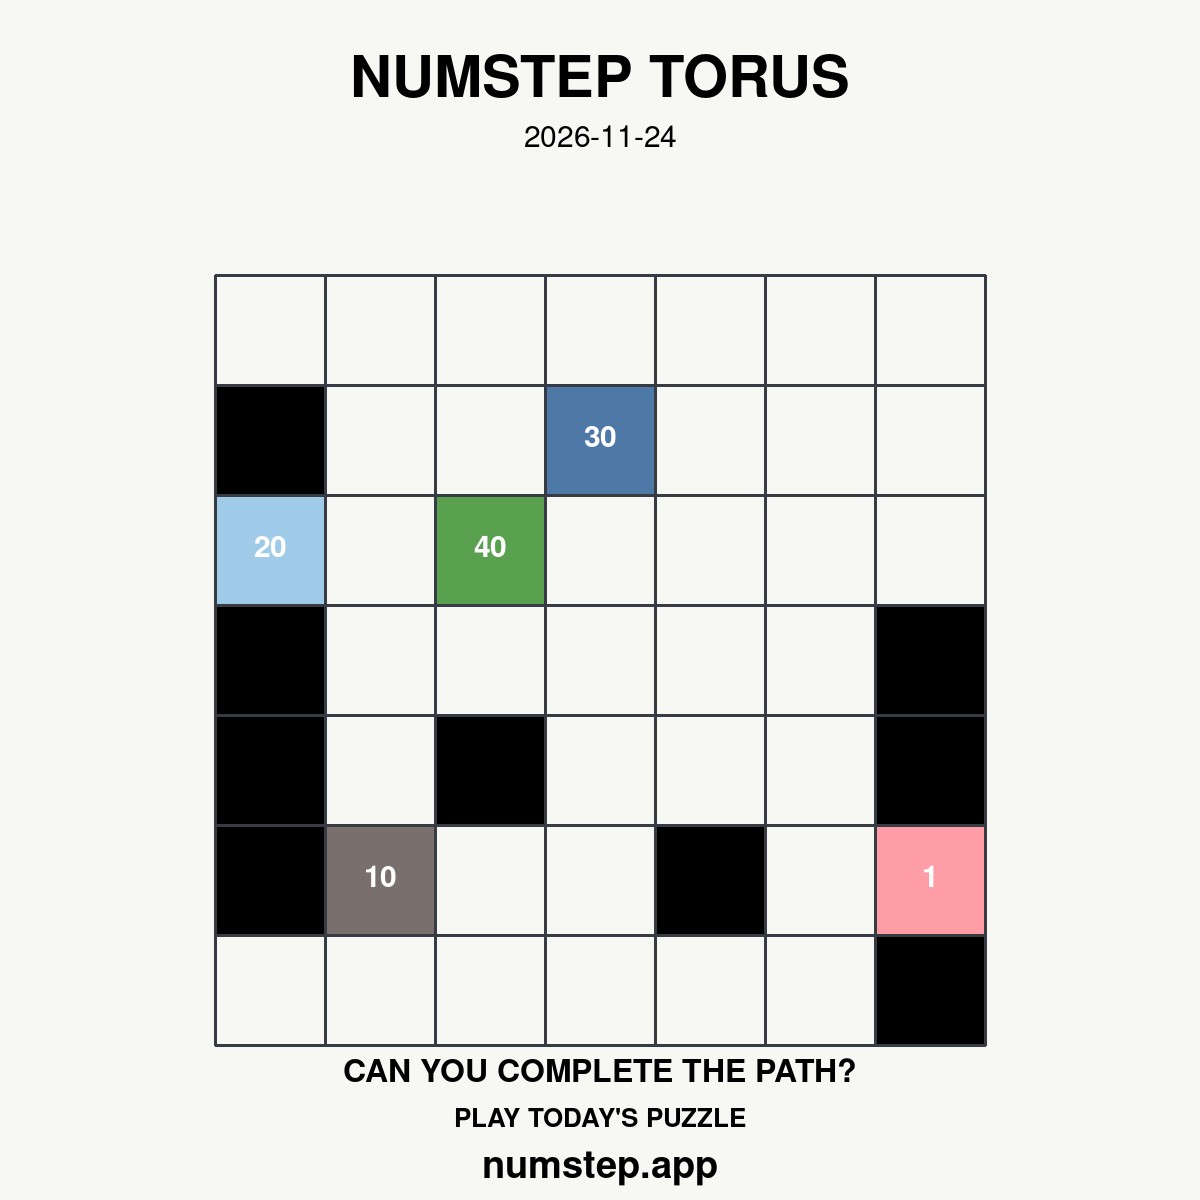 NUMSTEP TORUS
2026-11-24
30
20 40
10 1
CAN YOU COMPLETE THE PATH?
PLAY TODAY'S PUZZLE
numstep.app